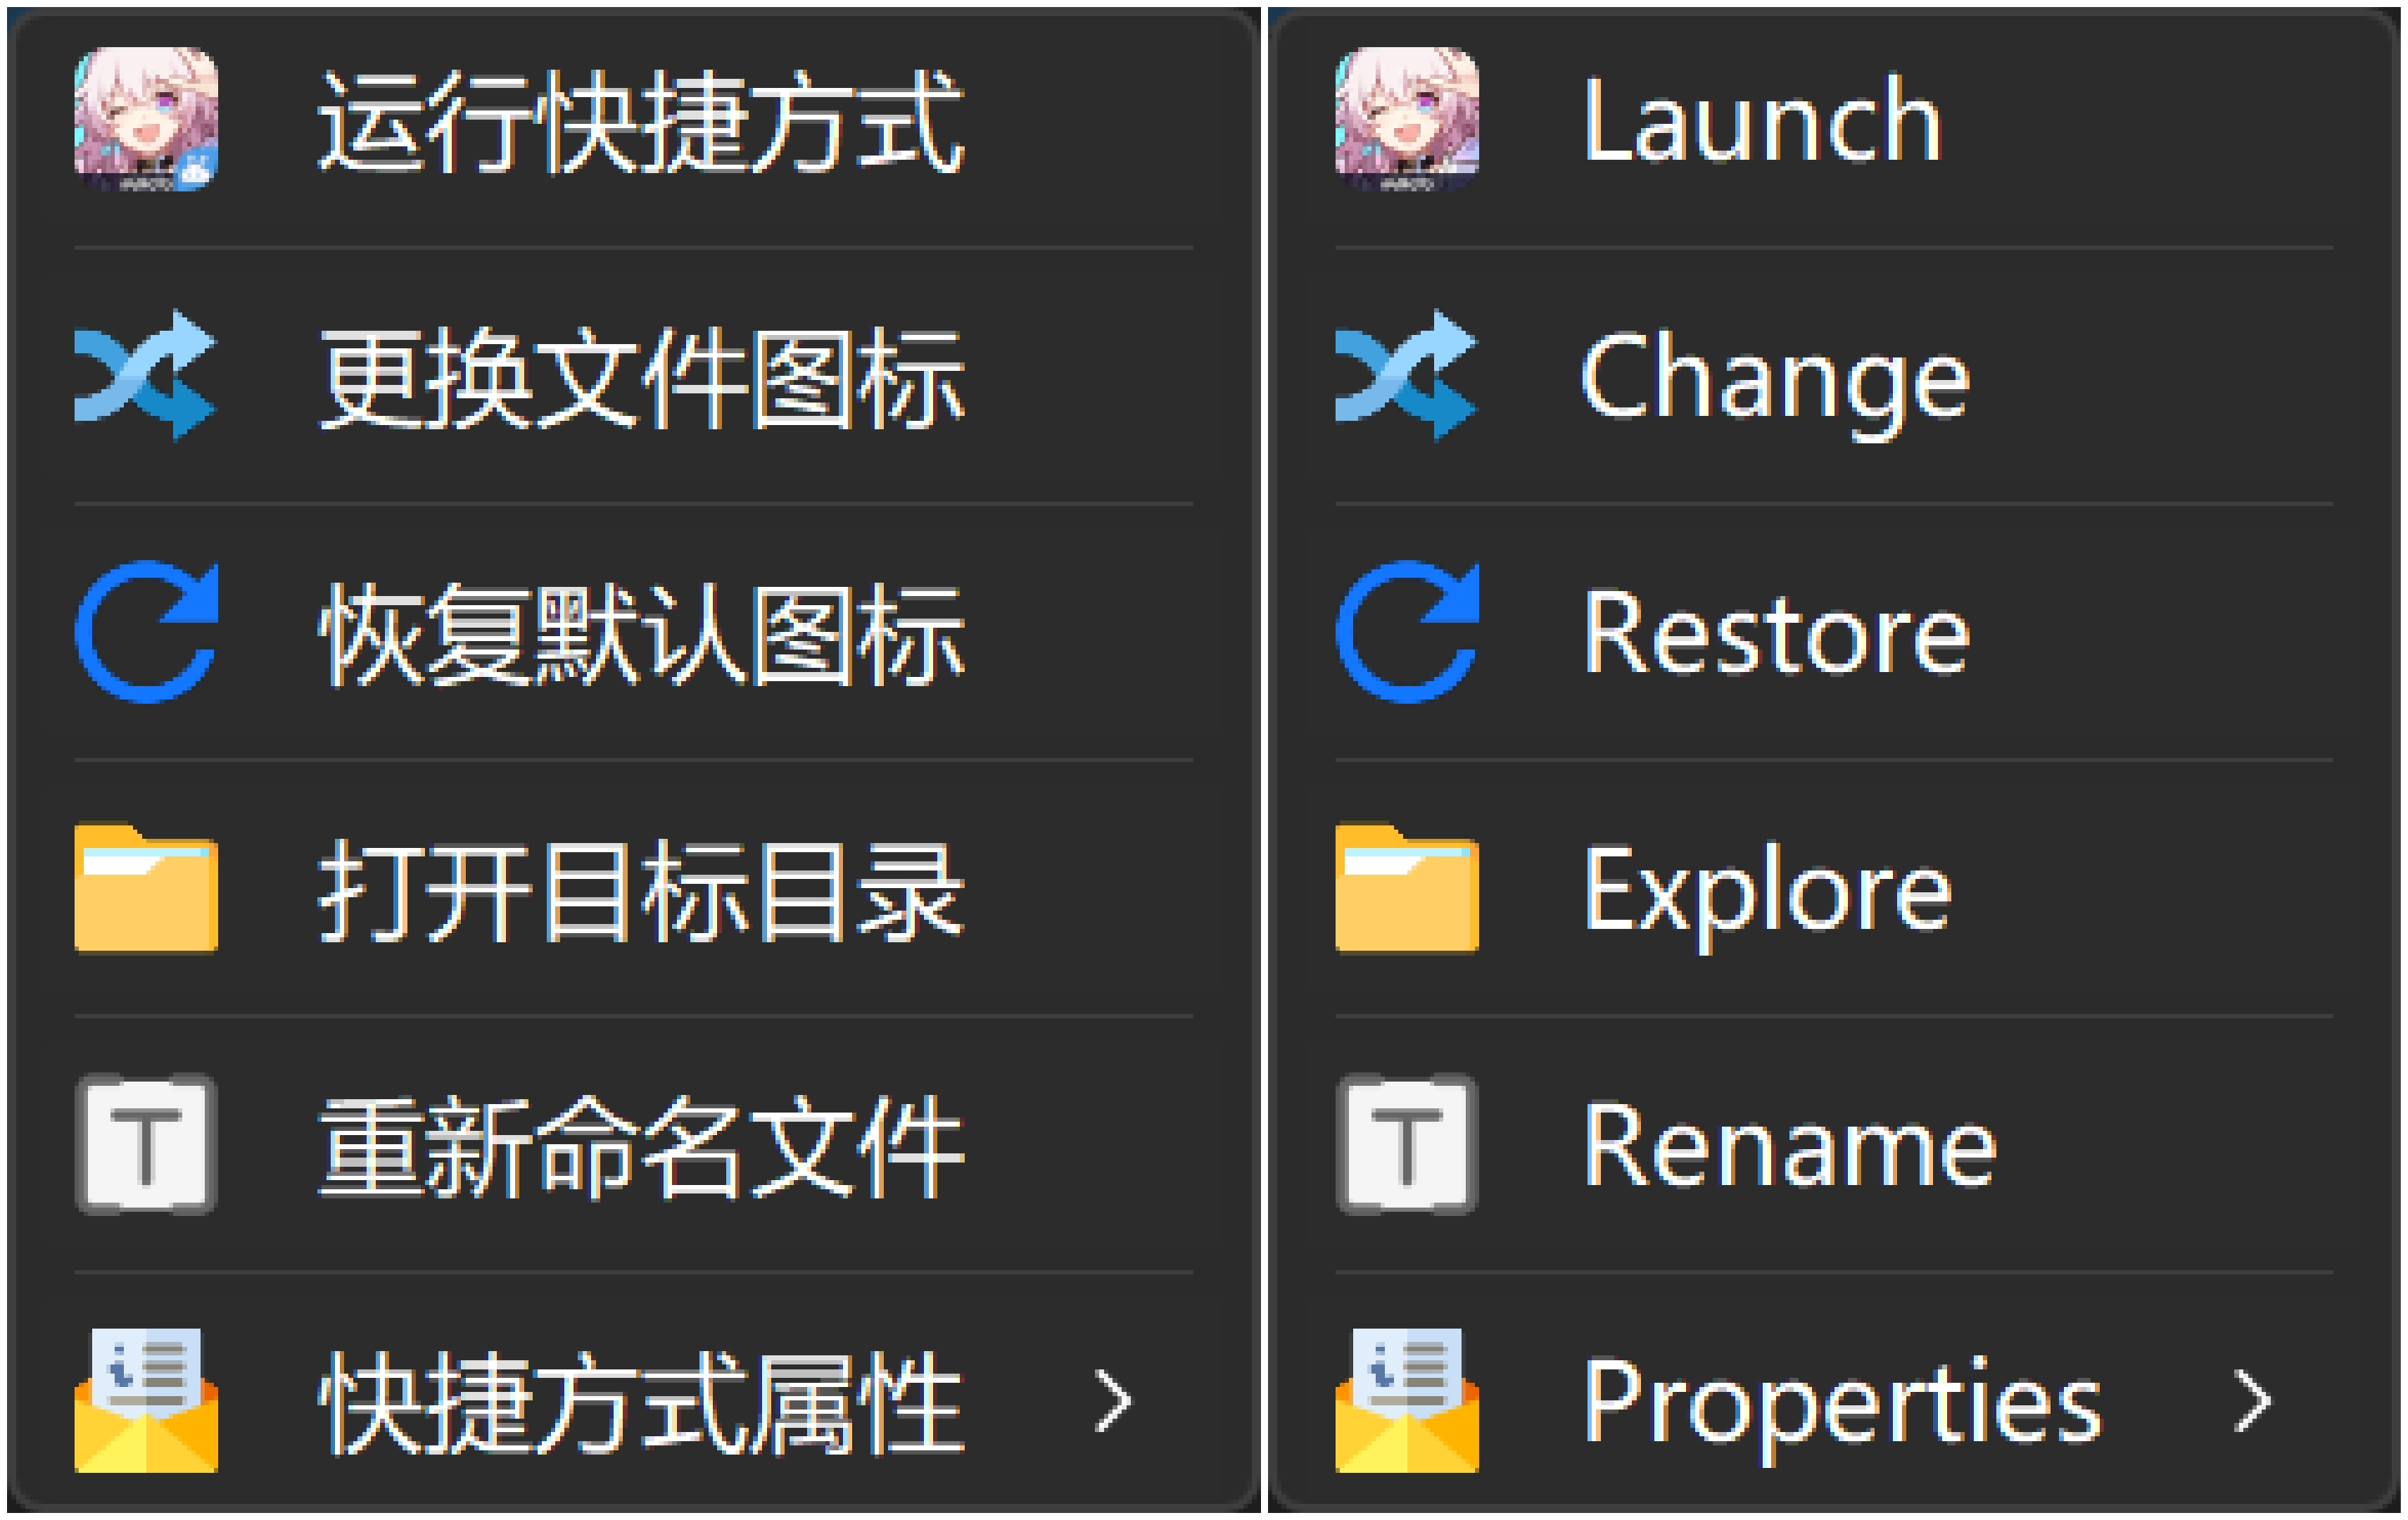 运行快捷方式
更换文件图标
恢复默认图标
打开目标目录
重新命名文件
快捷方式属性
Launch
Change
Restore
Explore
Rename
Properties